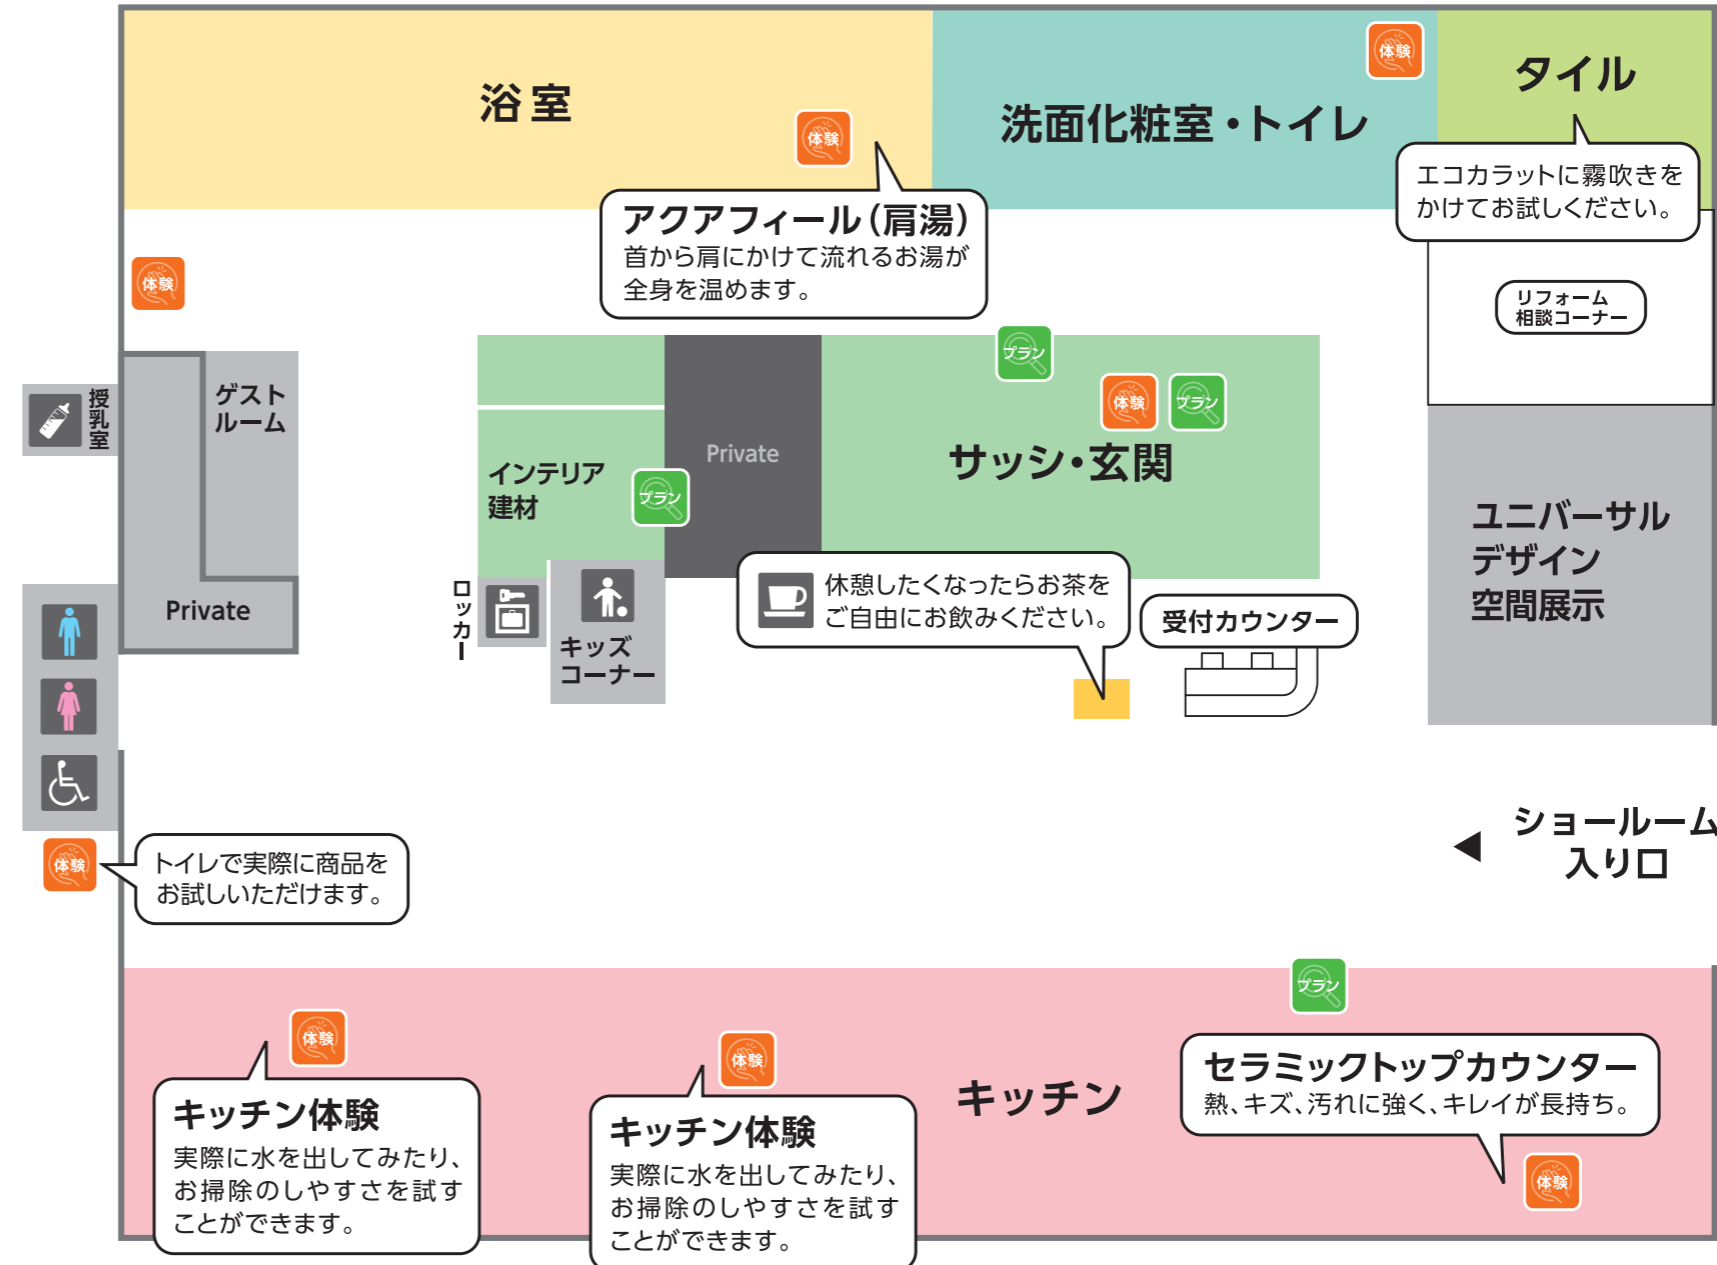 浴室
体験
洗面化粧室・トイレ
体験
タイル
エコカラットに霧吹きを
かけてお試しください。
アクアフィール(肩湯)
首から肩にかけて流れるお湯が
全身を温めます。
体験
リフォーム
相談コーナー
授乳室
ゲスト
ルーム
Private
インテリア
建材
プラン
Private
プラン
体験
プラン
サッシ・玄関
ユニバーサル
デザイン
空間展示
ロッカー
キッズ
コーナー
休憩したくなったらお茶を
ご自由にお飲みください。
受付カウンター
ショールーム
入り口
体験
トイレで実際に商品を
お試しいただけます。
体験
キッチン体験
実際に水を出してみたり、
お掃除のしやすさを試す
ことができます。
体験
キッチン体験
実際に水を出してみたり、
お掃除のしやすさを試す
ことができます。
キッチン
プラン
セラミックトップカウンター
熱、キズ、汚れに強く、キレイが長持ち。
体験